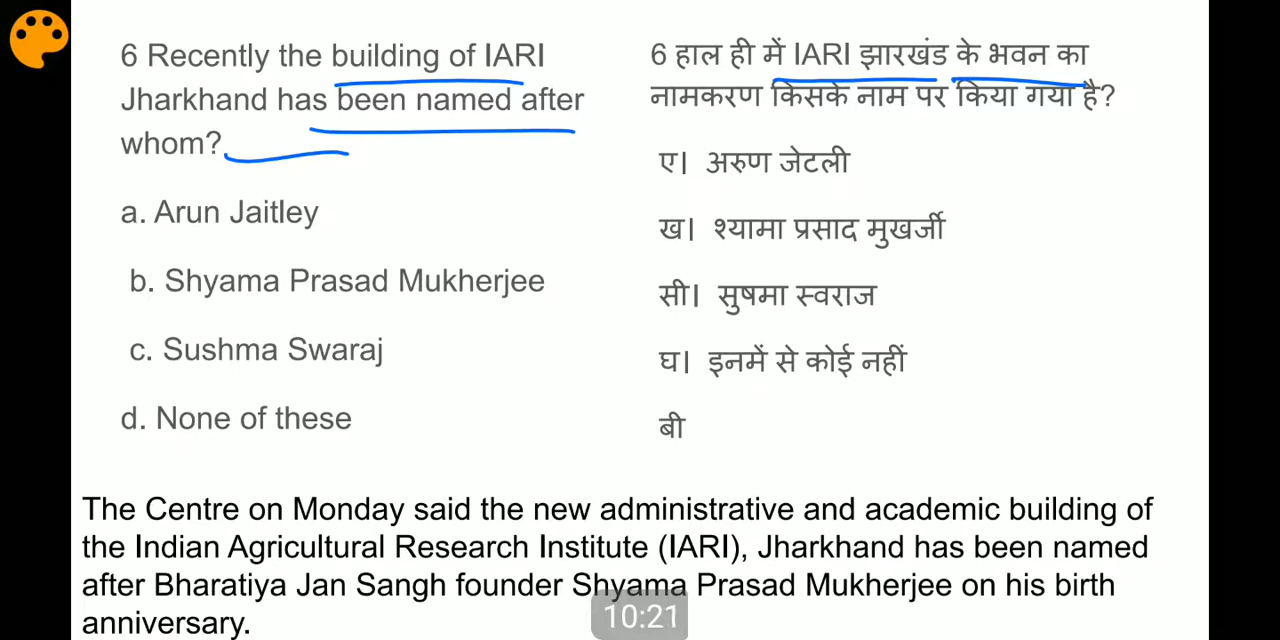 6 Recently the building of IARI
Jharkhand has been named after
whom?
a. Arun Jaitley
b. Shyama Prasad Mukherjee
c. Sushma Swaraj
d. None of these
6 हाल ही में IARI झारखंड के भवन का
नामकरण किसके नाम पर किया गया है?
ए। अरुण जेटली
ख। श्यामा प्रसाद मुखर्जी
सी। सुषमा स्वराज
घ। इनमें से कोई नहीं
बी
The Centre on Monday said the new administrative and academic building of
the Indian Agricultural Research Institute (IARI), Jharkhand has been named
after Bharatiya Jan Sangh founder Shyama Prasad Mukherjee on his birth
anniversary.
10:21